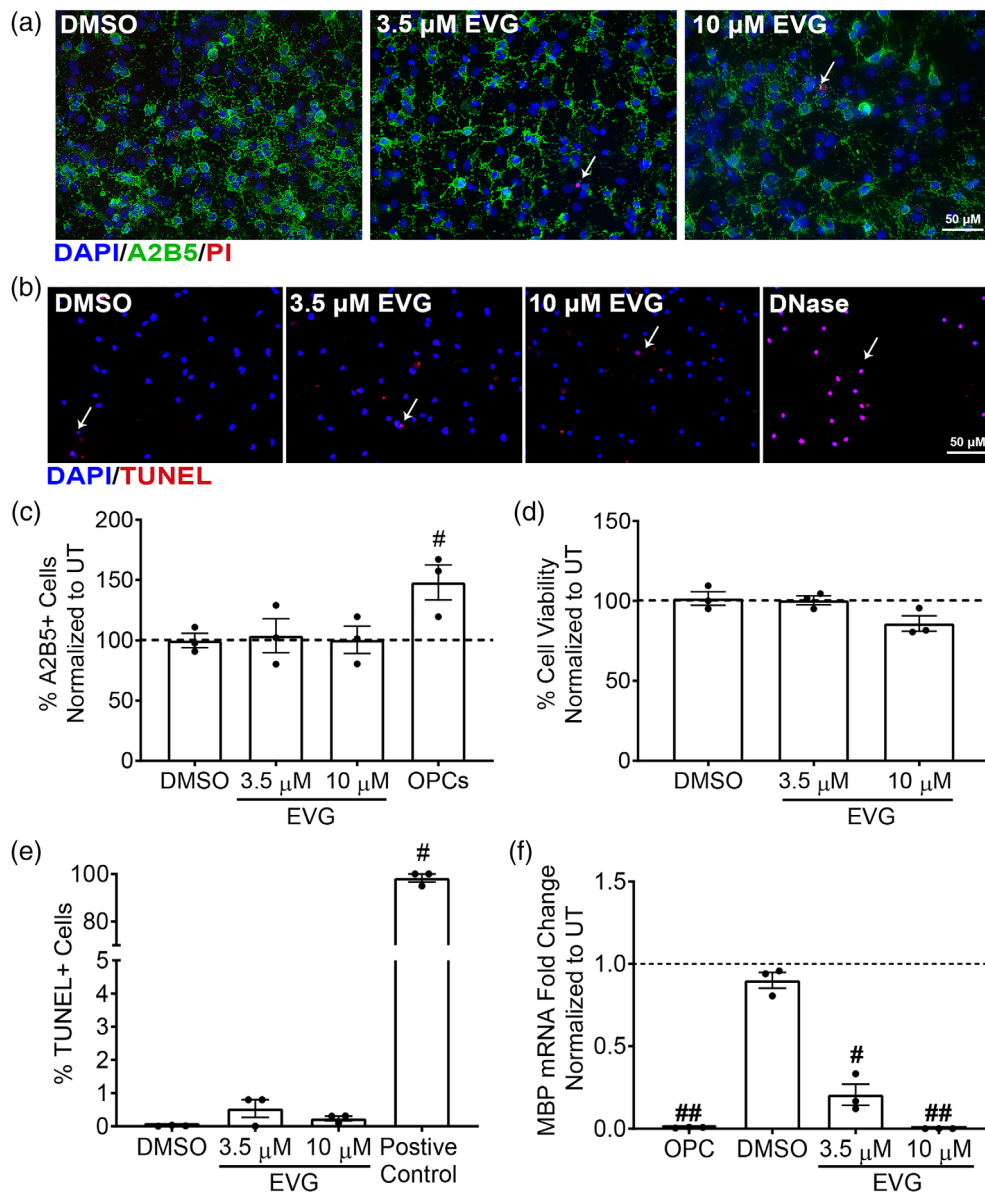 (a)
DMSO
3.5 µM EVG
10 µM EVG
50 µM
DAPI/A2B5/PI
(b)
DMSO
3.5 µM EVG
10 µM EVG
DNase
50 µM
DAPI/TUNEL
(c)
% A2B5+ Cells
Normalized to UT
200
150
100
50
0
#
DMSO
3.5 µM
10 µM
OPCs
EVG
(d)
% Cell Viability
Normalized to UT
150
100
50
0
DMSO
3.5 µM
10 µM
EVG
(e)
% TUNEL+ Cells
100
80
5
4
3
2
1
0
#
DMSO
3.5 µM
10 µM
Postive
Control
EVG
(f)
MBP mRNA Fold Change
Normalized to UT
1.5
1.0
0.5
0.0
##
#
##
OPC
DMSO
3.5 µM
10 µM
EVG